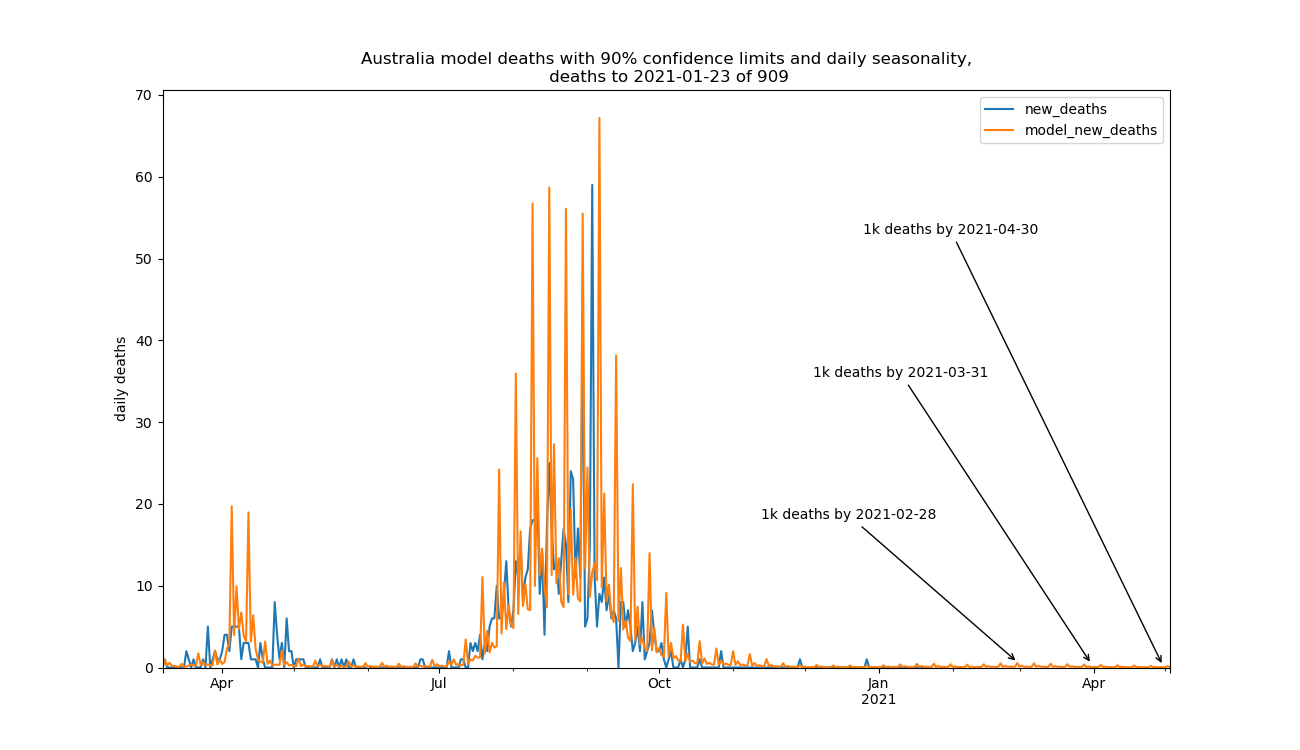 Australia model deaths with 90% confidence limits and daily seasonality,
deaths to 2021-01-23 of 909
70
60
50
40
30
20
10
0
daily deaths
new_deaths
model_new_deaths
1k deaths by 2021-04-30
1k deaths by 2021-03-31
1k deaths by 2021-02-28
Apr
Jul
Oct
Jan
2021
Apr